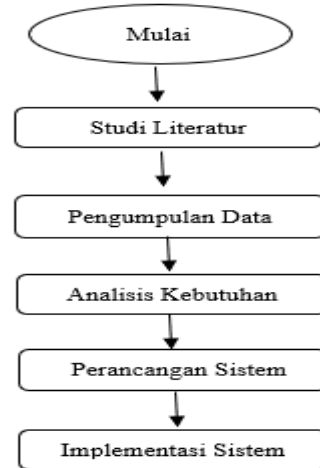 Mulai
Studi Literatur
Pengumpulan Data
Analisis Kebutuhan
Perancangan Sistem
Implementasi Sistem